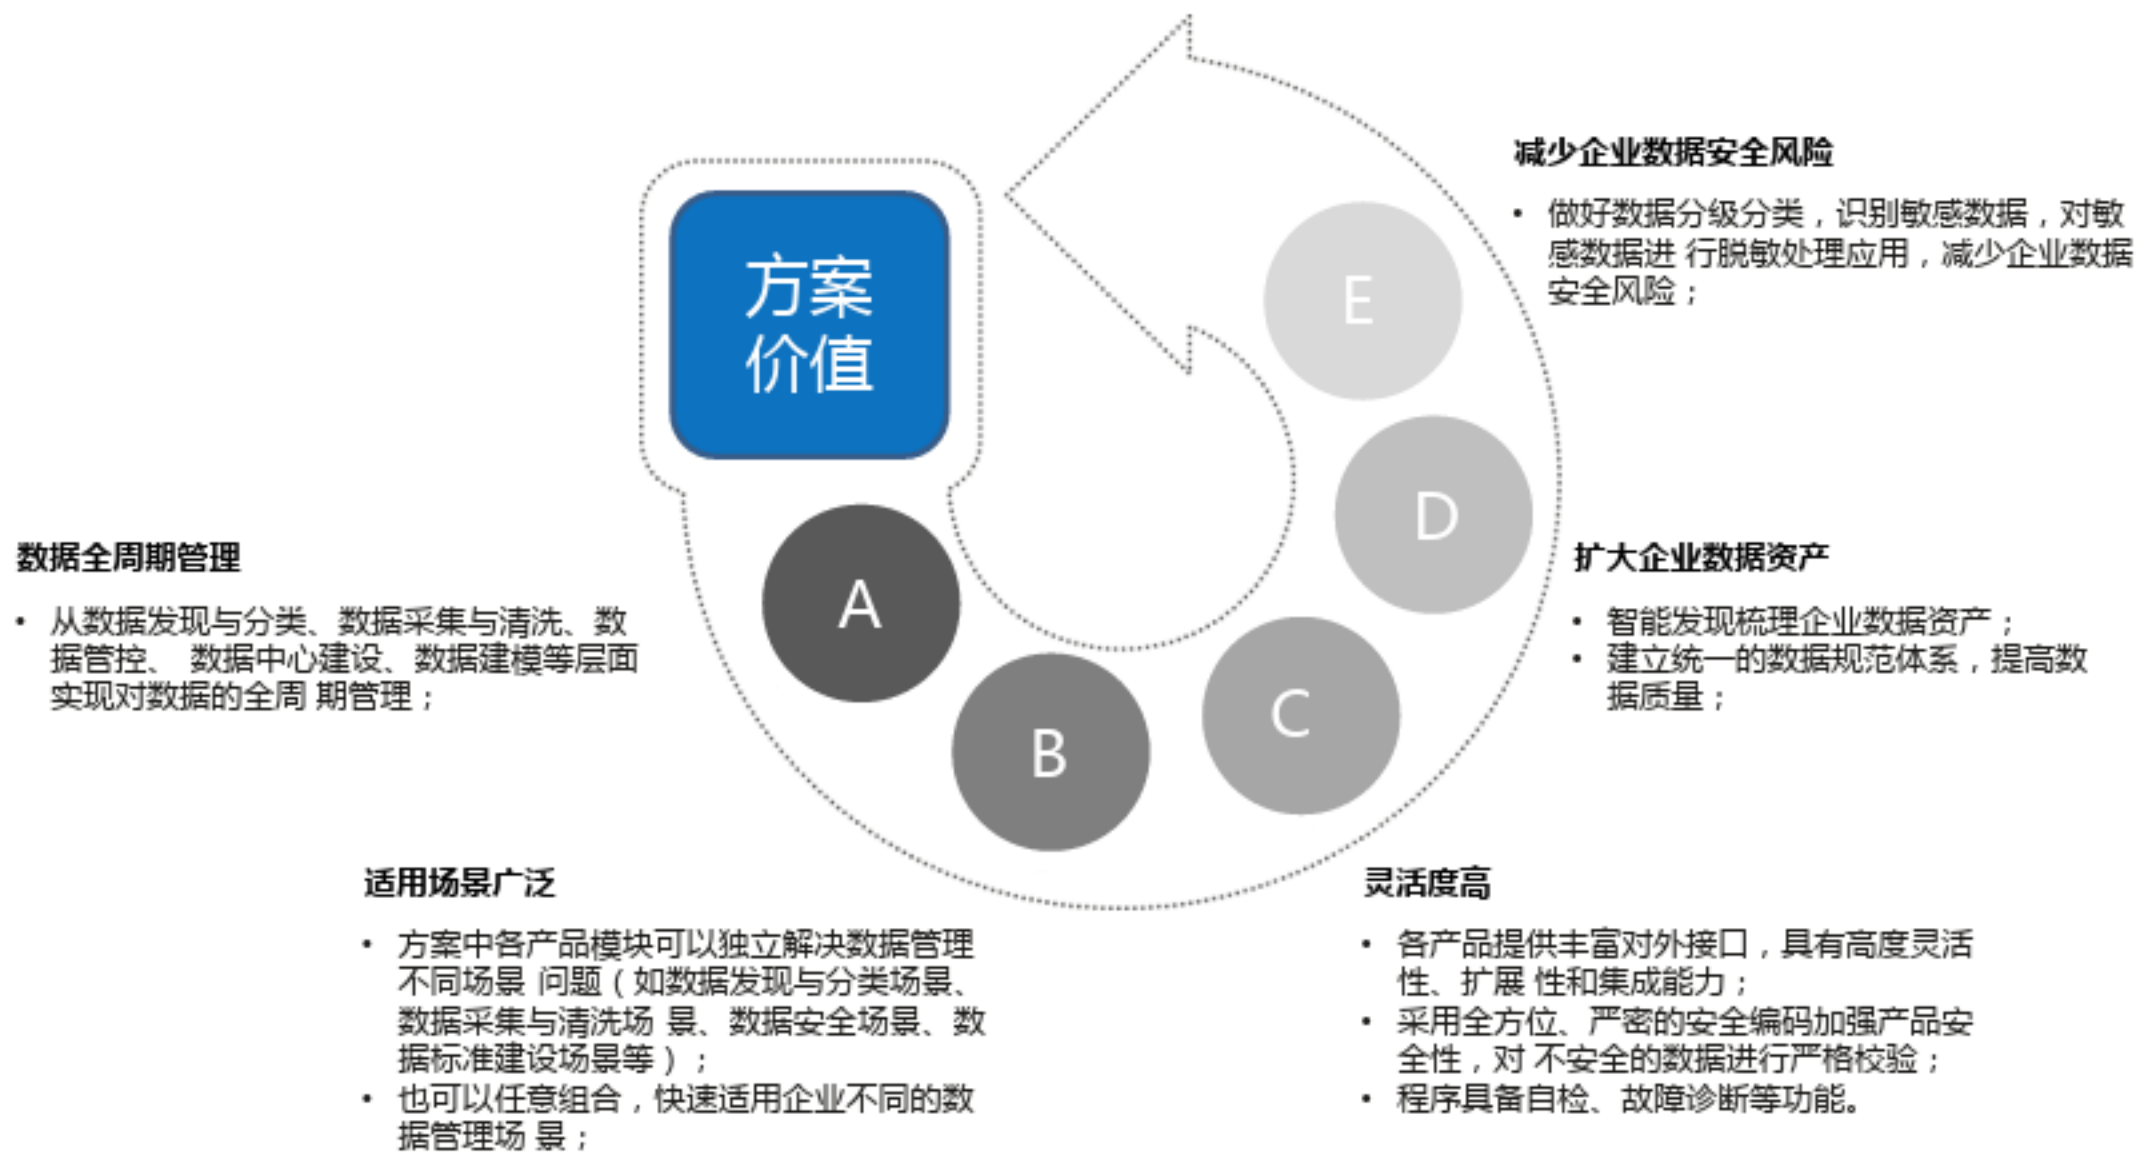 方案
价值
A
B
C
D
E
数据全周期管理
• 从数据发现与分类、数据采集与清洗、数
据管控、 数据中心建设、数据建模等层面
实现对数据的全周 期管理；
适用场景广泛
• 方案中各产品模块可以独立解决数据管理
不同场景 问题（如数据发现与分类场景、
数据采集与清洗场 景、数据安全场景、数
据标准建设场景等）；
• 也可以任意组合，快速适用企业不同的数
据管理场 景；
灵活度高
• 各产品提供丰富对外接口，具有高度灵活
性、扩展 性和集成能力；
• 采用全方位、严密的安全编码加强产品安
全性，对 不安全的数据进行严格校验；
• 程序具备自检、故障诊断等功能。
扩大企业数据资产
• 智能发现梳理企业数据资产；
• 建立统一的数据规范体系，提高数
据质量；
减少企业数据安全风险
• 做好数据分级分类，识别敏感数据，对敏
感数据进 行脱敏处理应用，减少企业数据
安全风险；